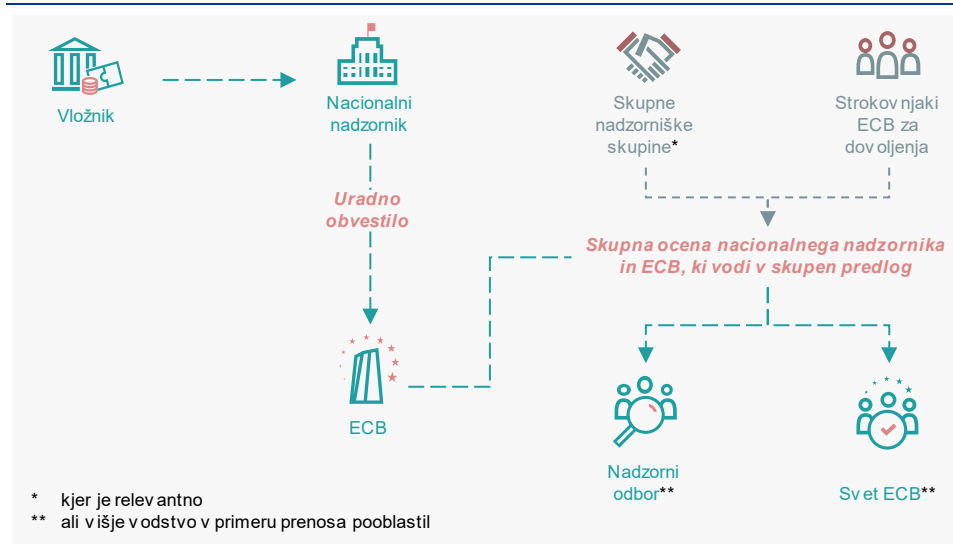 Vložnik
Nacionalni
nadzornik
Skupne
nadzorniške
skupine*
Strokovnjaki
ECB za
dovoljenja
Uradno
obvestilo
Skupna ocena nacionalnega nadzornika
in ECB, ki vodi v skupen predlog
ECB
Nadzorni
odbor**
Svet ECB**
* kjer je relevantno
** ali višje vodstvo v primeru prenosa pooblastil